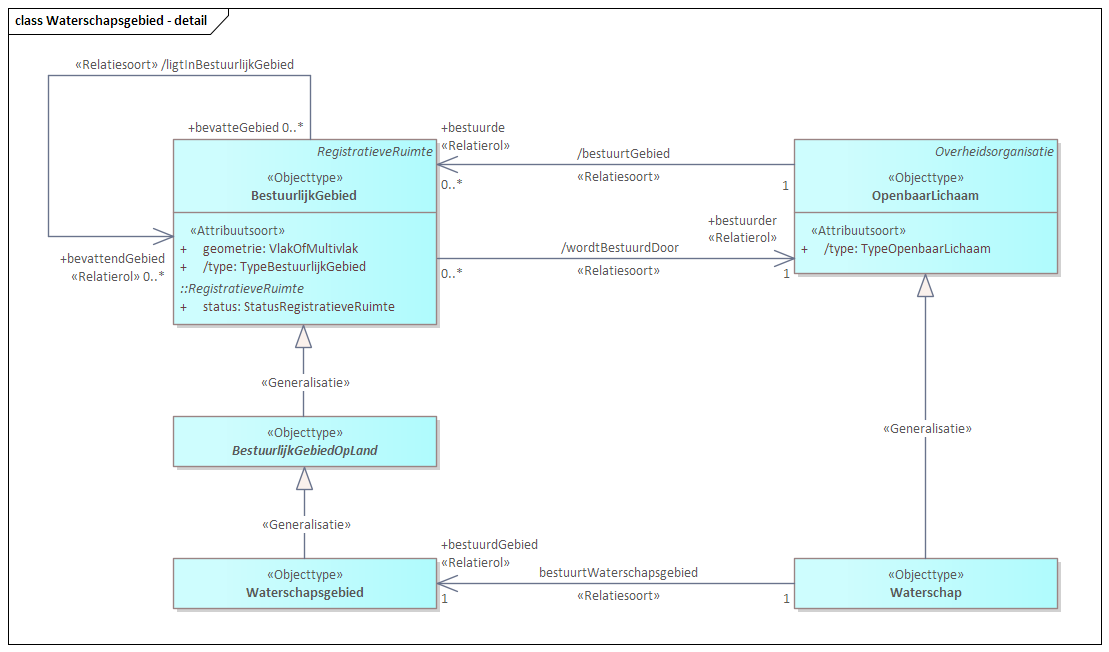 class Waterschapsgebied - detail
«Relatiesoort» /ligtInBestuurlijkGebied
+bevatteGebied 0..*
+bevattendGebied
«Relatierol» 0..*
RegistratieveRuimte
«Objecttype»
BestuurlijkGebied
«Attribuutsoort»
+ geometrie: VlakOfMultivlak
+ /type: TypeBestuurlijkGebied
::RegistratieveRuimte
+ status: StatusRegistratieveRuimte
+bestuurde
«Relatierol»
0..*
/bestuurtGebied
«Relatiesoort»
1
+bestuurder
«Relatierol»
/wordtBestuurdDoor
«Relatiesoort»
0..*
1
Overheidsorganisatie
«Objecttype»
OpenbaarLichaam
«Attribuutsoort»
+ /type: TypeOpenbaarLichaam
«Generalisatie»
«Objecttype»
BestuurlijkGebiedOpLand
«Generalisatie»
«Generalisatie»
«Objecttype»
Waterschapsgebied
+bestuurdGebied
«Relatierol»
1
bestuurtWaterschapsgebied
«Relatiesoort»
1
«Objecttype»
Waterschap